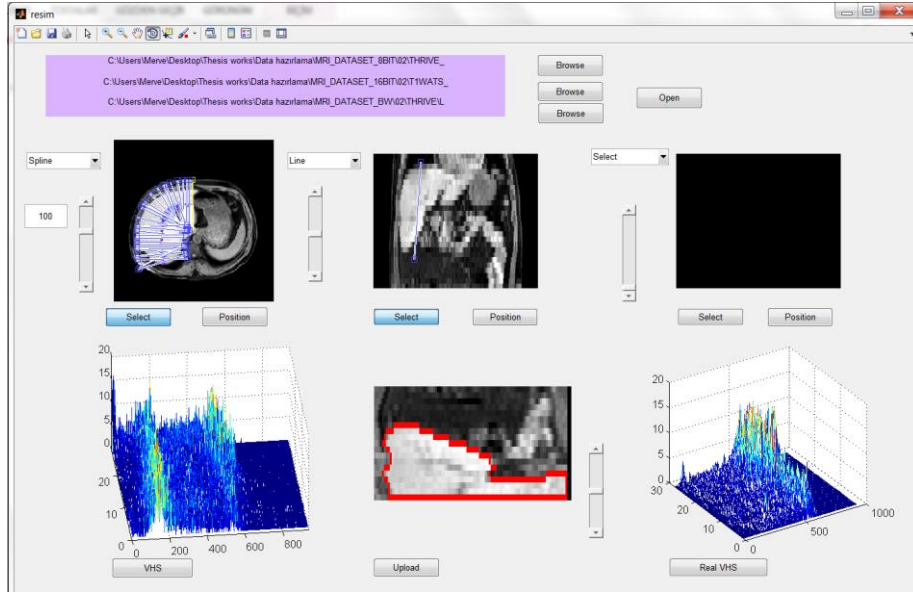 resim
C:\Users\Merve\Desktop\Thesis works\Data hazırlama\MRI_DATASET_8BIT\02\THRIVE_
C:\Users\Merve\Desktop\Thesis works\Data hazırlama\MRI_DATASET_16BIT\02\T1WATS_
C:\Users\Merve\Desktop\Thesis works\Data hazırlama\MRI_DATASET_BW\02\THRIVE\L
Browse
Browse
Browse
Open
Spline
Line
Select
100
Select
Position
Select
Position
Select
Position
20
15
10
5
0
20
10
0
0
200
400
600
800
20
15
10
5
0
30
20
10
0
0
500
1000
VHS
Upload
Real VHS